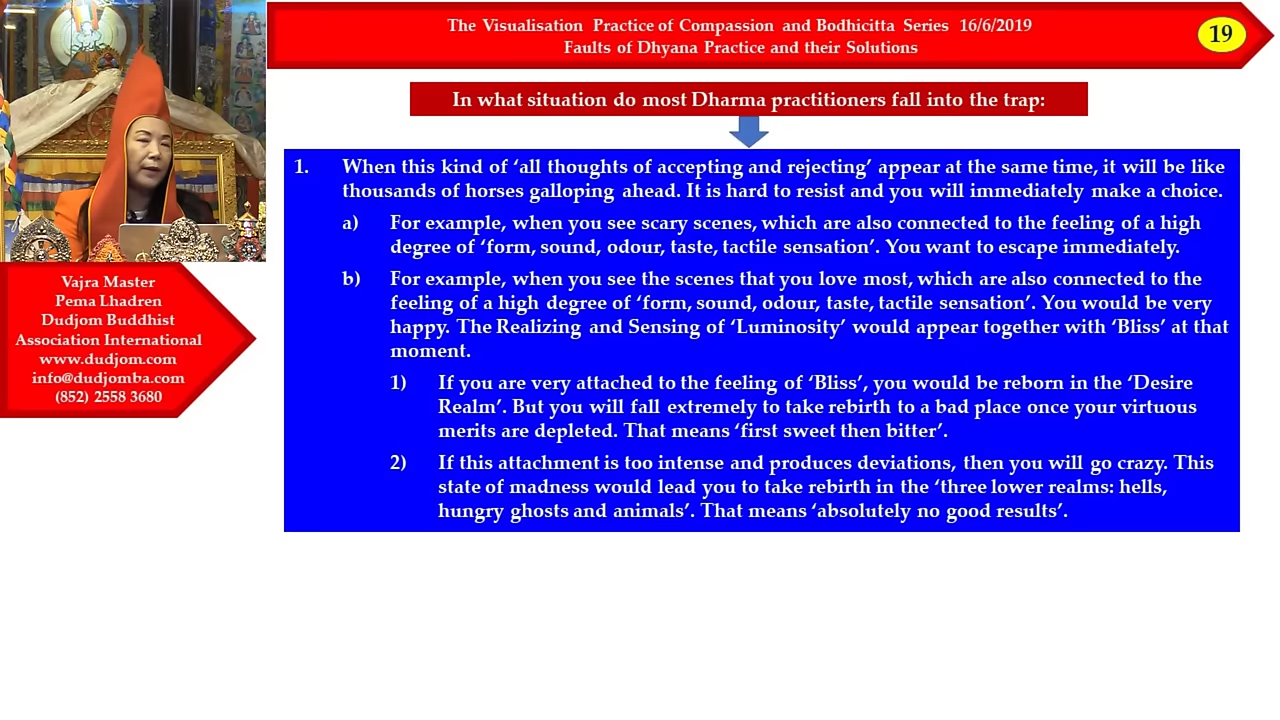 The Visualisation Practice of Compassion and Bodhicitta Series 16/6/2019
Faults of Dhyana Practice and their Solutions
19
In what situation do most Dharma practitioners fall into the trap:
1. When this kind of ‘all thoughts of accepting and rejecting’ appear at the same time, it will be like
thousands of horses galloping ahead. It is hard to resist and you will immediately make a choice.
a) For example, when you see scary scenes, which are also connected to the feeling of a high
degree of ‘form, sound, odour, taste, tactile sensation’. You want to escape immediately.
b) For example, when you see the scenes that you love most, which are also connected to the
feeling of a high degree of ‘form, sound, odour, taste, tactile sensation’. You would be very
happy. The Realizing and Sensing of ‘Luminosity’ would appear together with ‘Bliss’ at that
moment.
1) If you are very attached to the feeling of ‘Bliss’, you would be reborn in the ‘Desire
Realm’. But you will fall extremely to take rebirth to a bad place once your virtuous
merits are depleted. That means ‘first sweet then bitter’.
2) If this attachment is too intense and produces deviations, then you will go crazy. This
state of madness would lead you to take rebirth in the ‘three lower realms: hells,
hungry ghosts and animals’. That means ‘absolutely no good results’.
Vajra Master
Pema Lhadren
Dudjom Buddhist
Association International
www.dudjom.com
info@dudjomba.com
(852) 2558 3680